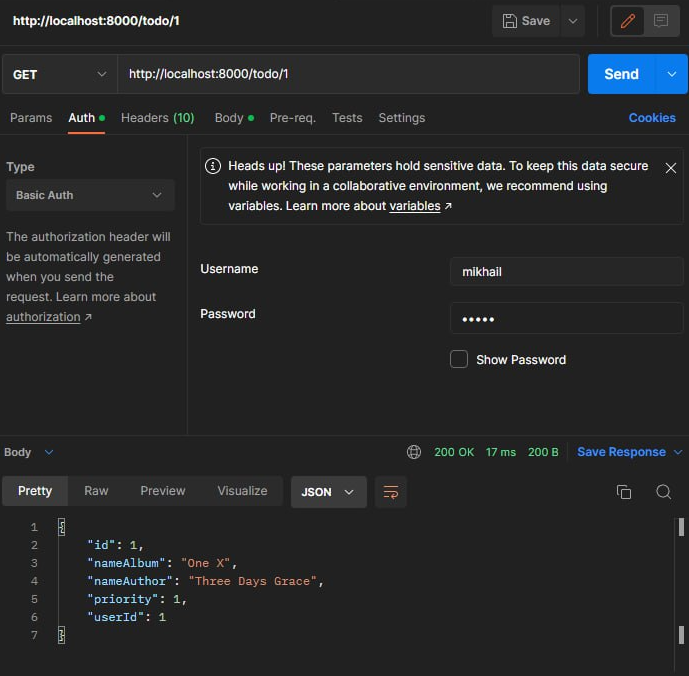 http://localhost:8000/todo/1
Save
GET
http://localhost:8000/todo/1
Send
Params Auth Headers (10) Body Pre-req. Tests Settings Cookies
Type
Basic Auth
The authorization header will
be automatically generated
when you send the
request. Learn more about
authorization ↗
Heads up! These parameters hold sensitive data. To keep this data secure
while working in a collaborative environment, we recommend using
variables. Learn more about variables ↗
Username
mikhail
Password
•••••
Show Password
Body 200 OK 17 ms 200 B Save Response
Pretty Raw Preview Visualize JSON
1 {
2 "id": 1,
3 "nameAlbum": "One X",
4 "nameAuthor": "Three Days Grace",
5 "priority": 1,
6 "userId": 1
7 }